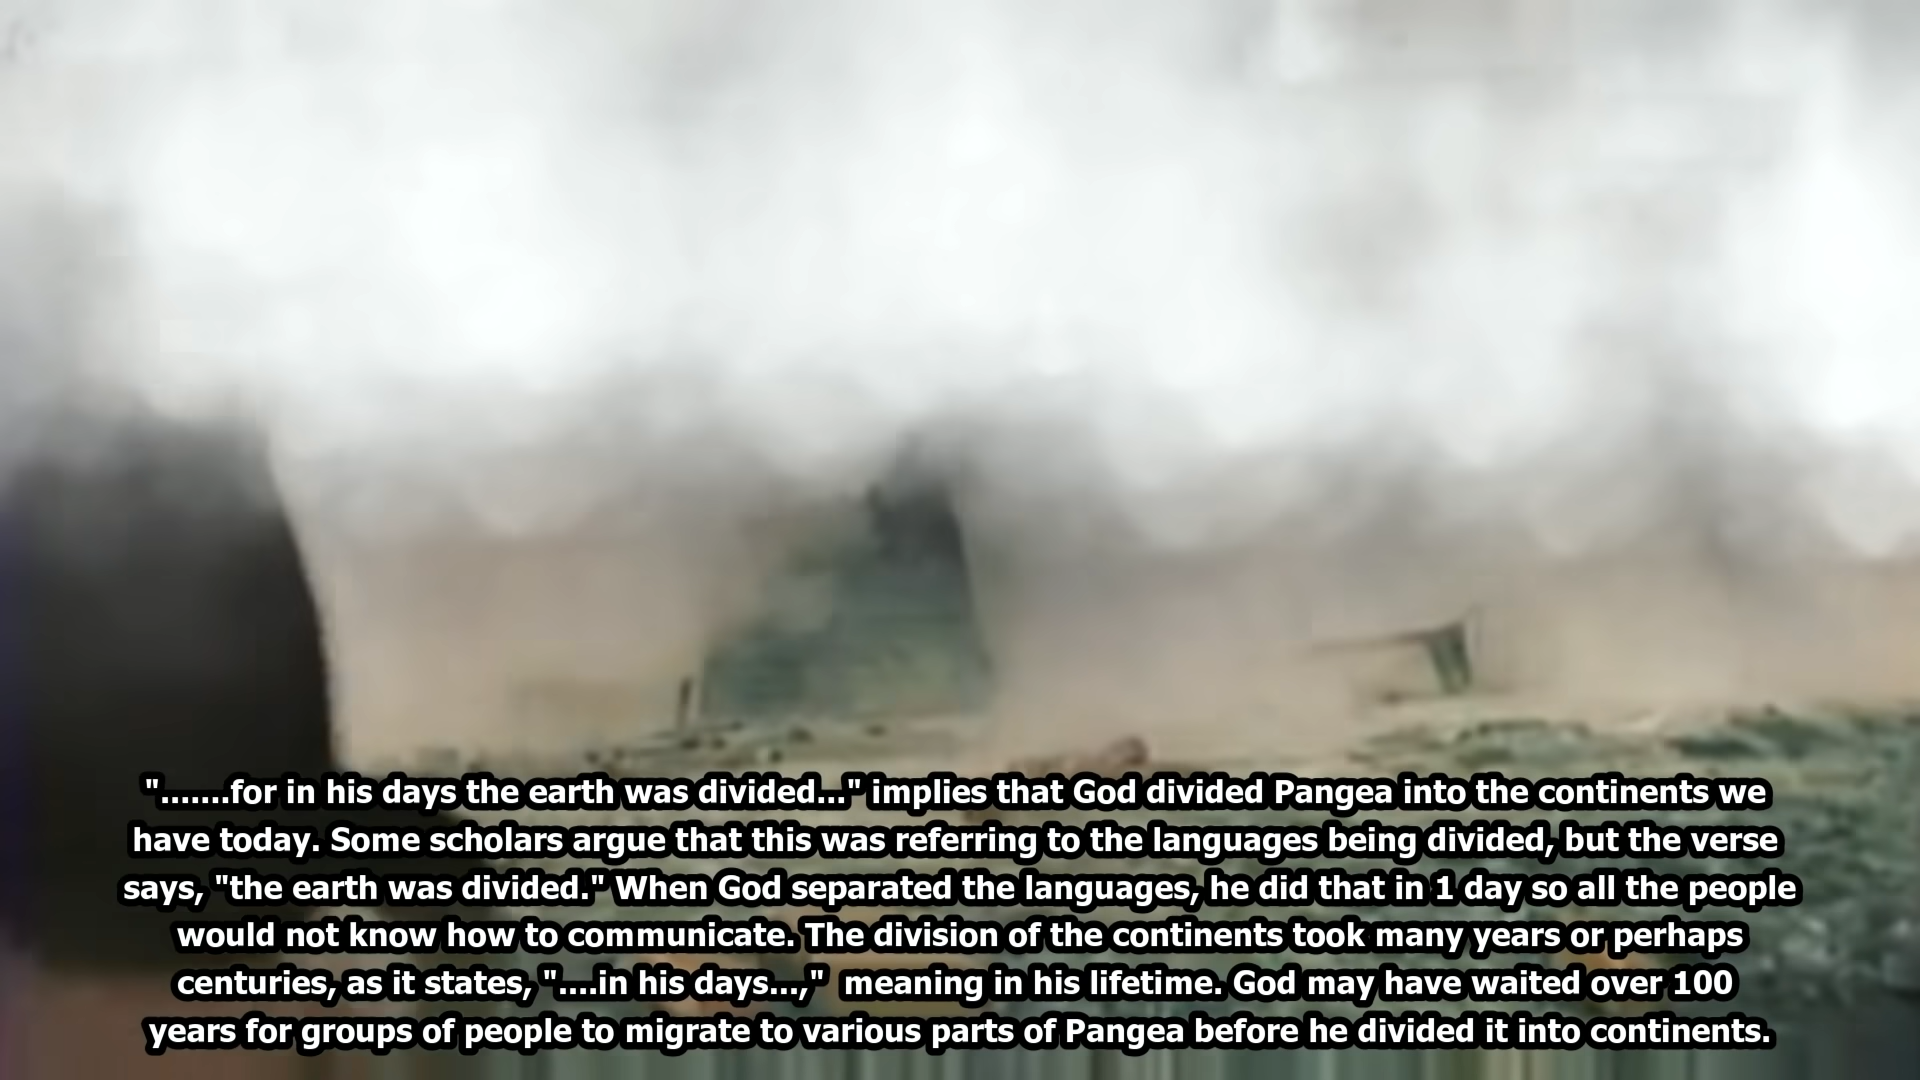 ".......for in his days the earth was divided..." implies that God divided Pangea into the continents we
have today. Some scholars argue that this was referring to the languages being divided, but the verse
says, "the earth was divided." When God separated the languages, he did that in 1 day so all the people
would not know how to communicate. The division of the continents took many years or perhaps
centuries, as it states, "....in his days...,"  meaning in his lifetime. God may have waited over 100
years for groups of people to migrate to various parts of Pangea before he divided it into continents.